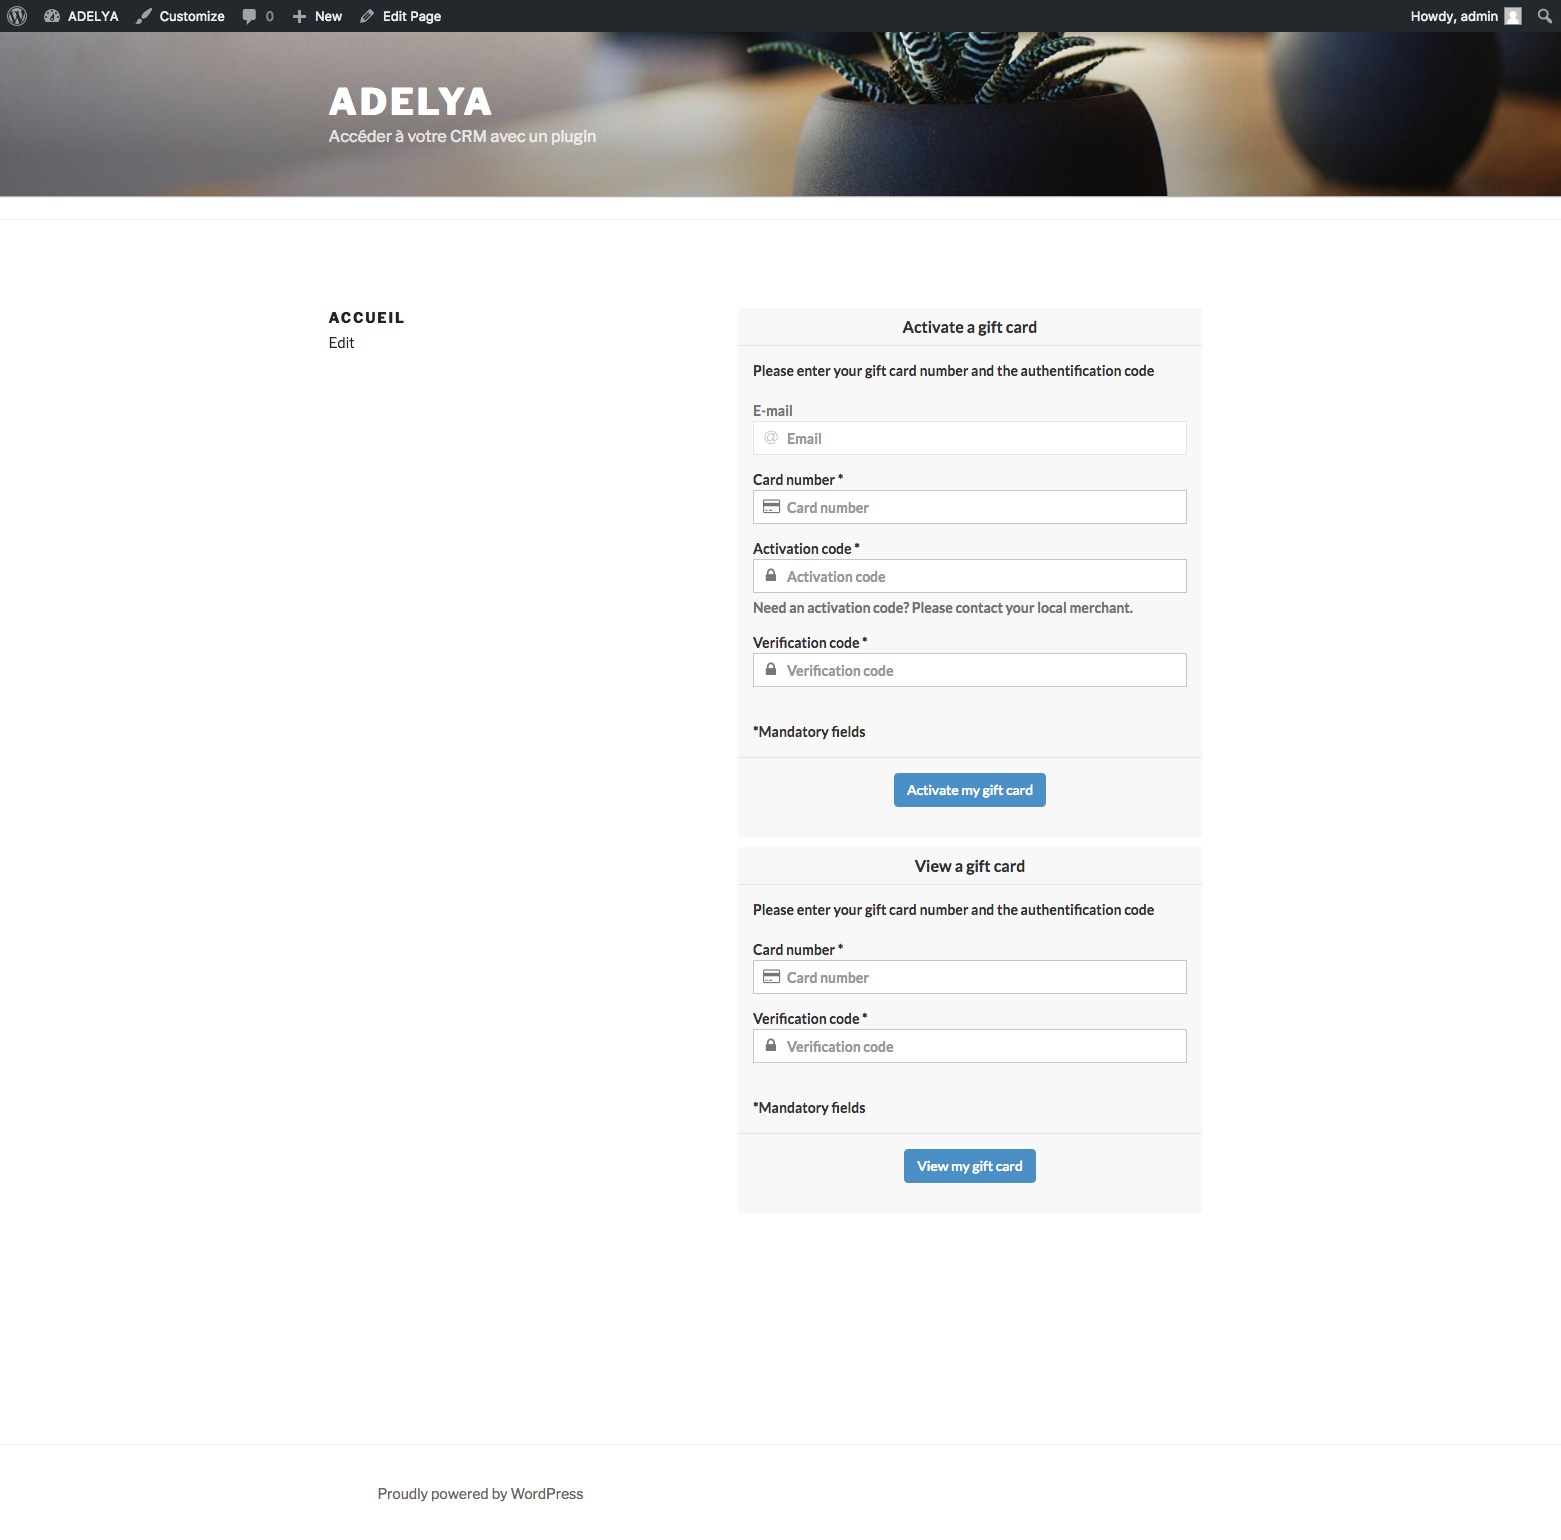 ADELYA Customize 0 New Edit Page Howdy, admin
ADELYA
Accéder à votre CRM avec un plugin
ACCUEIL
Edit
Activate a gift card
Please enter your gift card number and the authentification code
E-mail
@ Email
Card number *
Card number
Activation code *
Activation code
Need an activation code? Please contact your local merchant.
Verification code *
Verification code
*Mandatory fields
Activate my gift card
View a gift card
Please enter your gift card number and the authentification code
Card number *
Card number
Verification code *
Verification code
*Mandatory fields
View my gift card
Proudly powered by WordPress